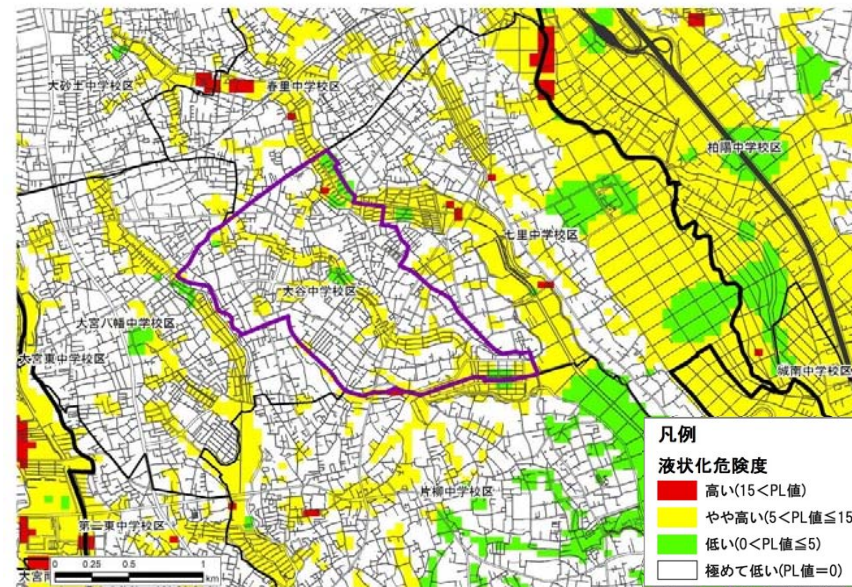 大砂土中学校区
春里中学校区
柏陽中学校区
七里中学校区
大谷中学校区
大宮八幡中学校区
大宮東中学校区
城南中学校区
片柳中学校区
第二東中学校区
大宮南
0 0.25 0.5 1
km
凡例
液状化危険度
高い(15<PL値)
やや高い(5<PL値≦15
低い(0<PL値≦5)
極めて低い(PL値=0)